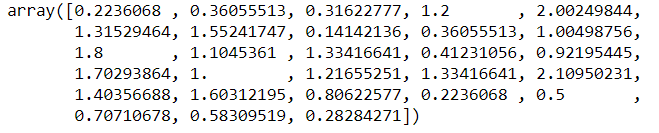 array([0.2236068 , 0.36055513, 0.31622777, 1.2       , 2.00249844,
       1.31529464, 1.55241747, 0.14142136, 0.36055513, 1.00498756,
       1.8       , 1.1045361 , 1.33416641, 0.41231056, 0.92195445,
       1.70293864, 1.        , 1.21655251, 1.33416641, 2.10950231,
       1.40356688, 1.60312195, 0.80622577, 0.2236068 , 0.5       ,
       0.70710678, 0.58309519, 0.28284271])